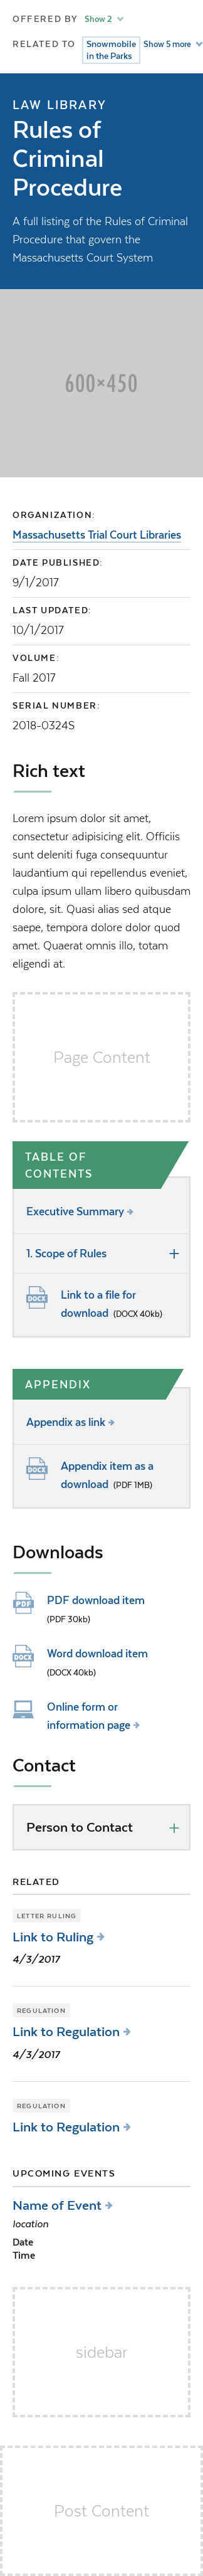 OFFERED BY Show 2
RELATED TO Snowmobile Show 5 more
in the Parks
LAW LIBRARY
Rules of
Criminal
Procedure
A full listing of the Rules of Criminal
Procedure that govern the
Massachusetts Court System
600×450
ORGANIZATION:
Massachusetts Trial Court Libraries
DATE PUBLISHED:
9/1/2017
LAST UPDATED:
10/1/2017
VOLUME:
Fall 2017
SERIAL NUMBER:
2018-0324S
Rich text
Lorem ipsum dolor sit amet,
consectetur adipisicing elit. Officiis
sunt deleniti fuga consequuntur
laudantium qui repellendus eveniet,
culpa ipsum ullam libero quibusdam
dolore, sit. Quasi alias sed atque
saepe, tempora dolore dolor quod
amet. Quaerat omnis illo, totam
eligendi at.
Page Content
TABLE OF
CONTENTS
Executive Summary
1. Scope of Rules
DOCX
Link to a file for
download (DOCX 40kb)
APPENDIX
Appendix as link
DOCX
Appendix item as a
download (PDF 1MB)
Downloads
PDF
PDF download item
(PDF 30kb)
DOCX
Word download item
(DOCX 40kb)
Online form or
information page
Contact
Person to Contact
RELATED
LETTER RULING
Link to Ruling
4/3/2017
REGULATION
Link to Regulation
4/3/2017
REGULATION
Link to Regulation
UPCOMING EVENTS
Name of Event
location
Date
Time
sidebar
Post Content